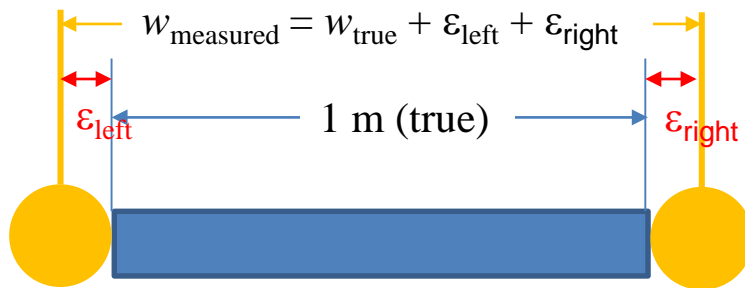 w_measured = w_true + ε_left + ε_right
ε_left
1 m (true)
ε_right